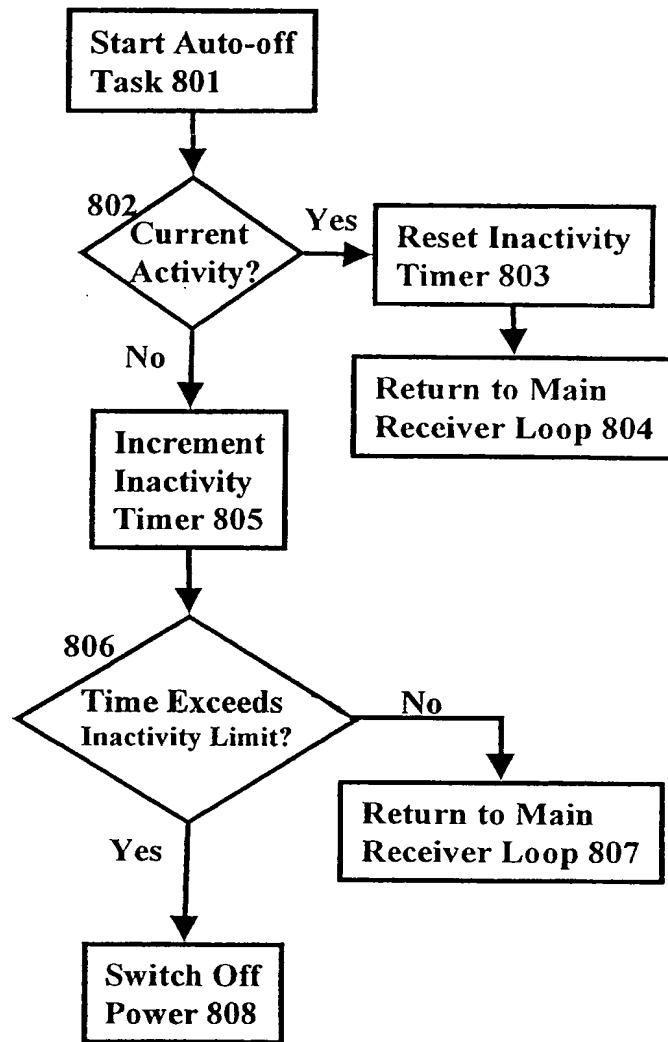 Start Auto-off
Task 801
802
Current
Activity?
Yes
Reset Inactivity
Timer 803
No
Return to Main
Receiver Loop 804
Increment
Inactivity
Timer 805
806
Time Exceeds
Inactivity Limit?
No
Return to Main
Receiver Loop 807
Yes
Switch Off
Power 808